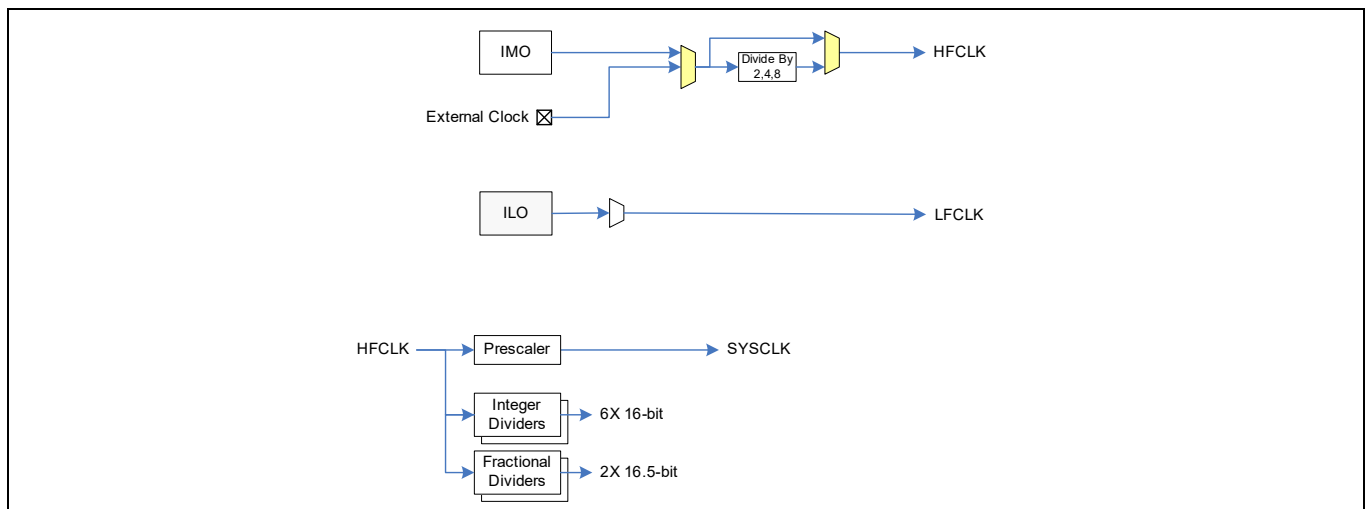 IMO
Divide By
2,4,8
HFCLK
External Clock
ILO
LFCLK
HFCLK
Prescaler
SYSCLK
Integer
Dividers
6X 16-bit
Fractional
Dividers
2X 16.5-bit